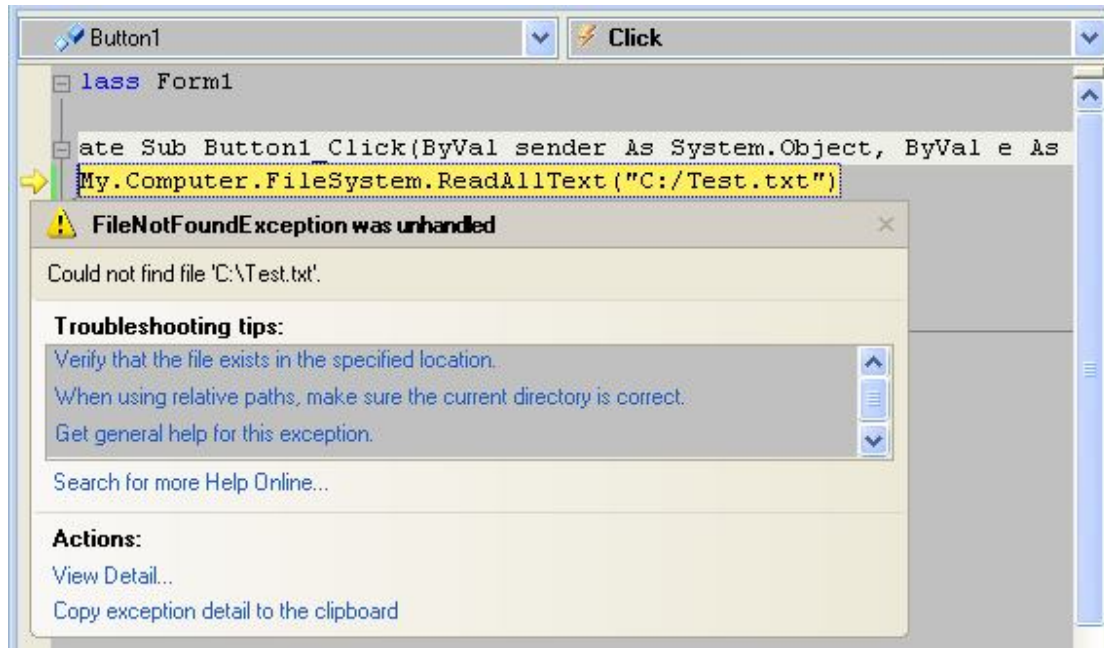 Button1
Click
lass Form1
ate Sub Button1_Click(ByVal sender As System.Object, ByVal e As
My.Computer.FileSystem.ReadAllText("C:/Test.txt")
FileNotFoundException was unhandled
Could not find file 'C:\Test.txt'.
Troubleshooting tips:
Verify that the file exists in the specified location.
When using relative paths, make sure the current directory is correct.
Get general help for this exception.
Search for more Help Online...
Actions:
View Detail...
Copy exception detail to the clipboard